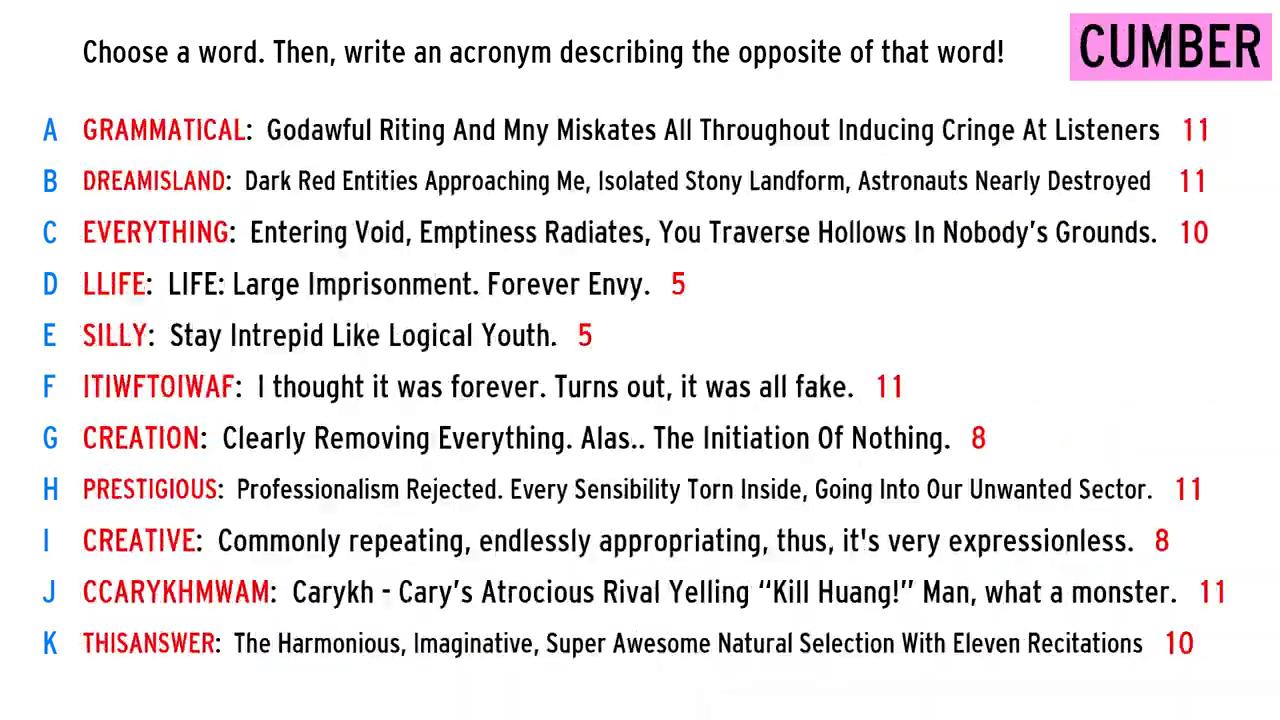 Choose a word. Then, write an acronym describing the opposite of that word!
CUMBER
A GRAMMATICAL: Godawful Riting And Mny Miskates All Throughout Inducing Cringe At Listeners 11
B DREAMISLAND: Dark Red Entities Approaching Me, Isolated Stony Landform, Astronauts Nearly Destroyed 11
C EVERYTHING: Entering Void, Emptiness Radiates, You Traverse Hollows In Nobody’s Grounds. 10
D LLIFE: LIFE: Large Imprisonment. Forever Envy. 5
E SILLY: Stay Intrepid Like Logical Youth. 5
F ITIWFTOIWAF: I thought it was forever. Turns out, it was all fake. 11
G CREATION: Clearly Removing Everything. Alas.. The Initiation Of Nothing. 8
H PRESTIGIOUS: Professionalism Rejected. Every Sensibility Torn Inside, Going Into Our Unwanted Sector. 11
I CREATIVE: Commonly repeating, endlessly appropriating, thus, it's very expressionless. 8
J CCARYKHMWAM: Carykh - Cary’s Atrocious Rival Yelling “Kill Huang!” Man, what a monster. 11
K THISANSWER: The Harmonious, Imaginative, Super Awesome Natural Selection With Eleven Recitations 10